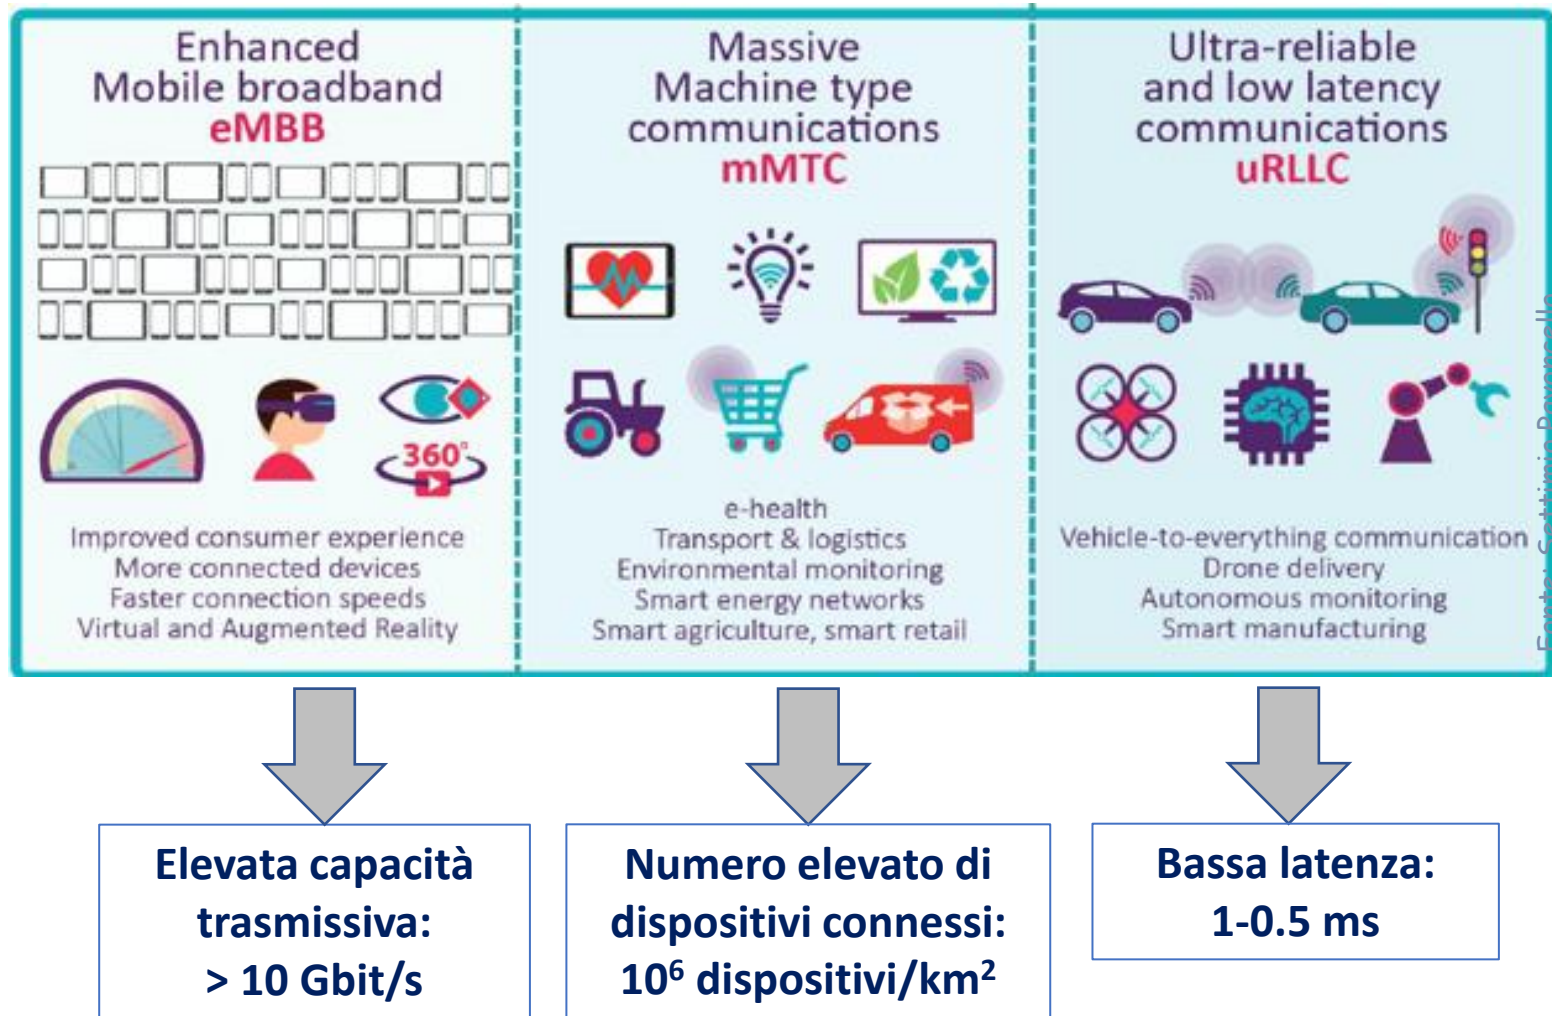 Enhanced
Mobile broadband
eMBB
360°
Improved consumer experience
More connected devices
Faster connection speeds
Virtual and Augmented Reality
Massive
Machine type
communications
mMTC
e-health
Transport & logistics
Environmental monitoring
Smart energy networks
Smart agriculture, smart retail
Ultra-reliable
and low latency
communications
uRLLC
Vehicle-to-everything communication
Drone delivery
Autonomous monitoring
Smart manufacturing
Elevata capacità
trasmissiva:
> 10 Gbit/s
Numero elevato di
dispositivi connessi:
10⁶ dispositivi/km²
Bassa latenza:
1-0.5 ms